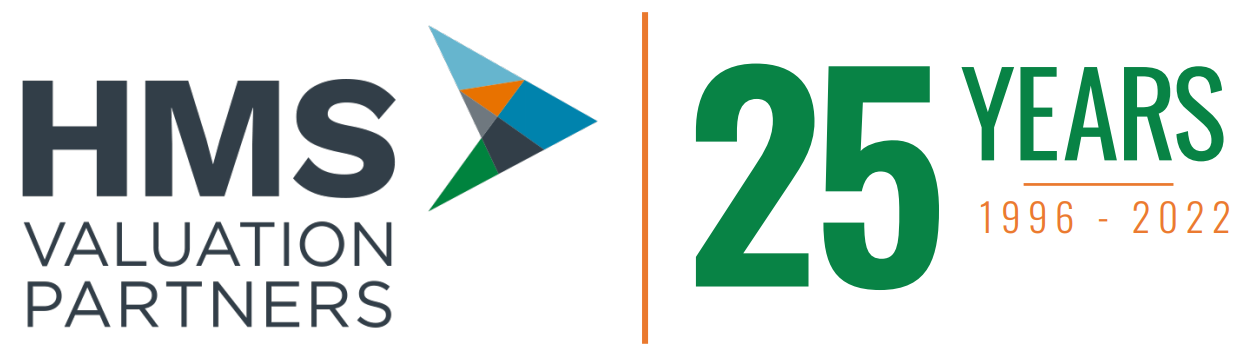 HMS
VALUATION
PARTNERS
25
YEARS
1996 - 2022